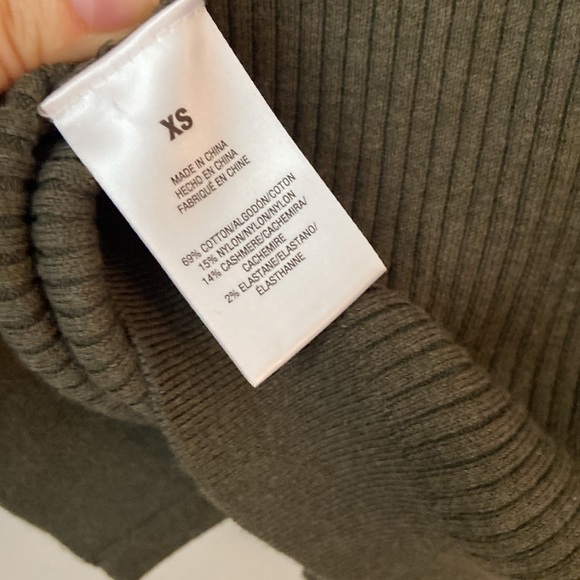 XS
MADE IN CHINA
HECHO EN CHINA
FABRIQUÉ EN CHINE
69% COTTON/ALGODÓN/COTON
15% NYLON/NYLON/NYLON
14% CASHMERE/CACHEMIRA/
CACHEMIRE
2% ELASTANE/ELASTANO/
ÉLASTHANNE